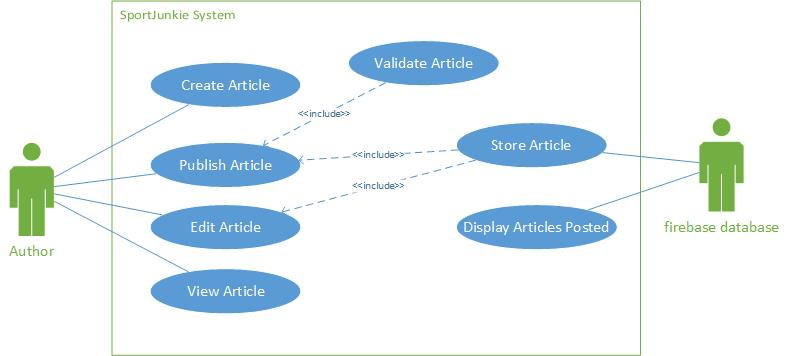 SportJunkie System
Validate Article
Create Article
<<include>>
Store Article
Publish Article
<<include>>
<<include>>
Edit Article
Display Articles Posted
firebase database
Author
View Article